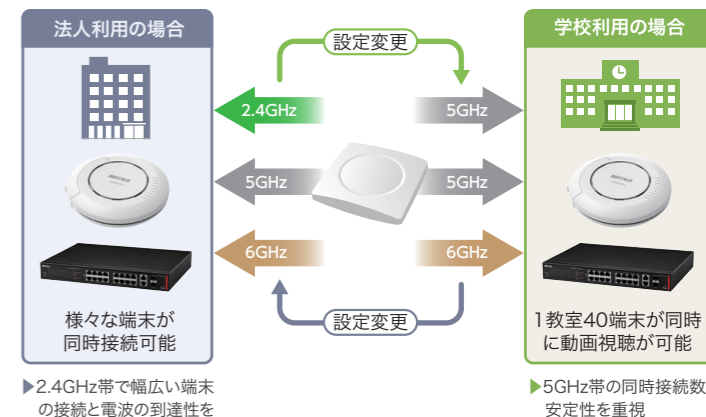 法人利用の場合
設定変更
学校利用の場合
2.4GHz
5GHz
5GHz
5GHz
6GHz
6GHz
設定変更
様々な端末が
同時接続可能
1教室40端末が同時
に動画視聴が可能
▶2.4GHz帯で幅広い端末
の接続と電波の到達性を
▶5GHz帯の同時接続数
安定性を重視